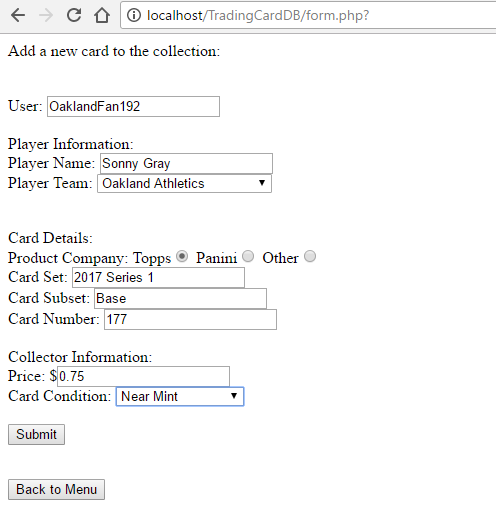 localhost/TradingCardDB/form.php?
Add a new card to the collection:
User: OaklandFan192
Player Information:
Player Name: Sonny Gray
Player Team: Oakland Athletics
Card Details:
Product Company: Topps Panini Other
Card Set: 2017 Series 1
Card Subset: Base
Card Number: 177
Collector Information:
Price: $0.75
Card Condition: Near Mint
Submit
Back to Menu